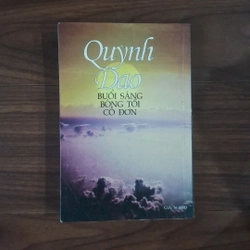 Quỳnh
Dao
BUỔI SÁNG
BÓNG TỐI
CÔ ĐƠN